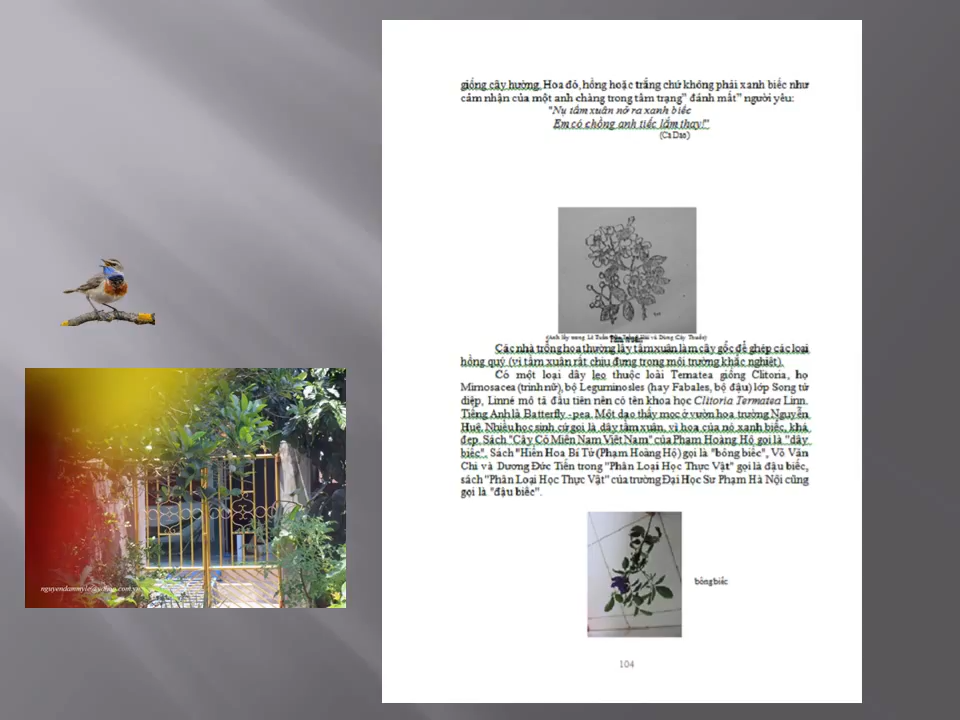 giống cây hường. Hoa đỏ, hồng hoặc trắng chứ không phải xanh biếc như
cảm nhận của một anh chàng trong tâm trạng" đánh mất" người yêu:
"Nụ tầm xuân nở ra xanh biếc
Em có chồng anh tiếc lắm thay!"
(Ca Dao)
Các nhà trồng hoa thường lấy tầm xuân làm cây gốc để ghép các loại
hồng quý (vì tầm xuân rất chịu đựng trong môi trường khắc nghiệt).
Có một loại dây leo thuộc loài Ternatea giống Clitoria, họ
Mimosacea (trinh nữ), bộ Leguminosles (hay Fabales, bộ đậu) lớp Song tử
diệp, Linné mô tả đầu tiên nên có tên khoa học Clitoria Termatea Linn.
Tiếng Anh là Batterfly - pea. Một dạo thấy mọc ở vườn hoa trường Nguyễn
Huệ. Nhiều học sinh cứ gọi là dây tầm xuân, vì hoa của nó xanh biếc, khá
đẹp. Sách "Cây Cỏ Miền Nam Việt Nam" của Phạm Hoàng Hộ gọi là "dây
biếc". Sách "Hiển Hoa Bí Tử (Phạm Hoàng Hộ) gọi là "bông biếc", Võ Văn
Chi và Dương Đức Tiến trong "Phân Loại Học Thực Vật" gọi là đậu biếc,
sách "Phân Loại Học Thực Vật" của trường Đại Học Sư Phạm Hà Nội cũng
gọi là "đậu biếc".
bông biếc
104